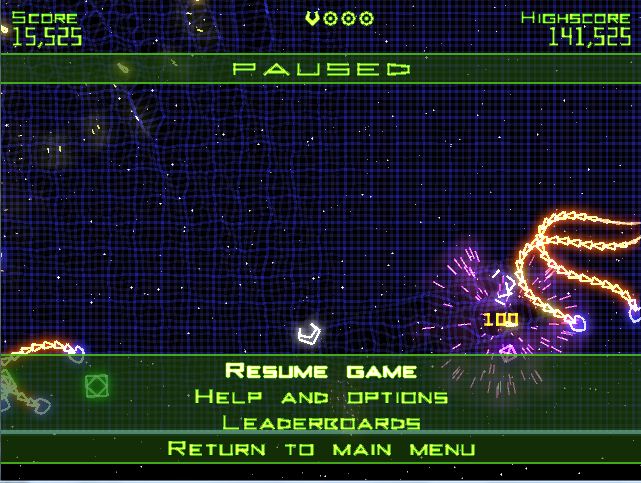 Score
Highscore
15,525
141,525
PAUSED
100
RESUME GAME
HELP AND OPTIONS
LEADERBOARDS
RETURN TO MAIN MENU